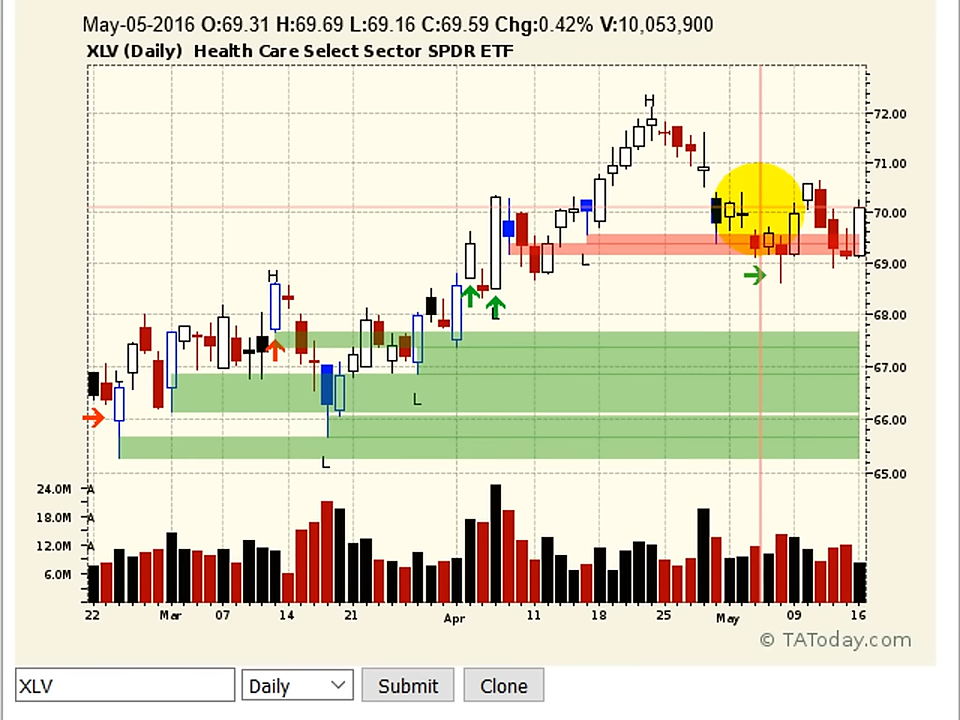 May-05-2016 O:69.31 H:69.69 L:69.16 C:69.59 Chg:0.42% V:10,053,900
XLV (Daily) Health Care Select Sector SPDR ETF
H
72.00
71.00
70.00
69.00
L
H
68.00
L
67.00
L
L
66.00
L
65.00
24.0M A
18.0M A
12.0M A
6.0M
22 Mar 07 14 21 Apr 11 18 25 May 09 16
© TAToday.com
XLV Daily Submit Clone